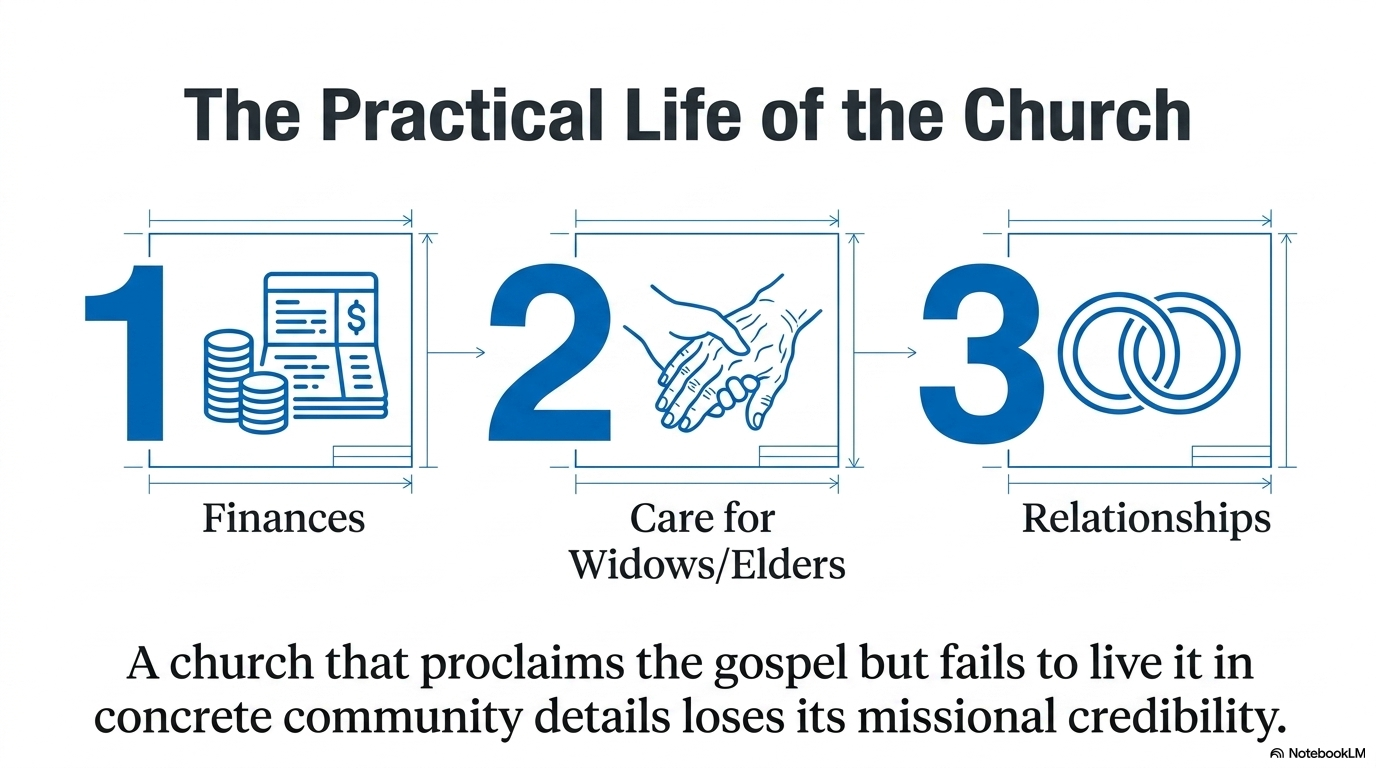 The Practical Life of the Church
1
$
2
3
Finances
Care for
Widows/Elders
Relationships
A church that proclaims the gospel but fails to live it in
concrete community details loses its missional credibility.
NotebookLM